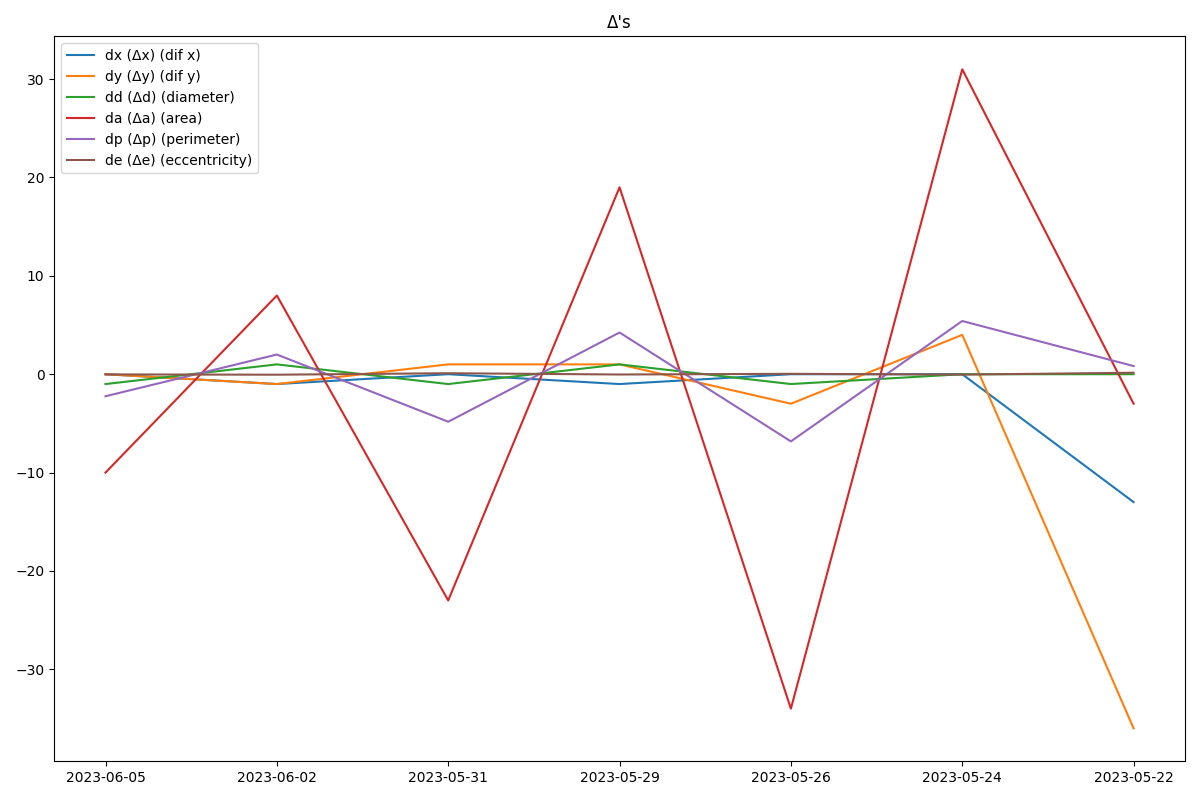 Δ's
dx (Δx) (dif x)
dy (Δy) (dif y)
dd (Δd) (diameter)
da (Δa) (area)
dp (Δp) (perimeter)
de (Δe) (eccentricity)
30
20
10
0
−10
−20
−30
2023-06-05 2023-06-02 2023-05-31 2023-05-29 2023-05-26 2023-05-24 2023-05-22